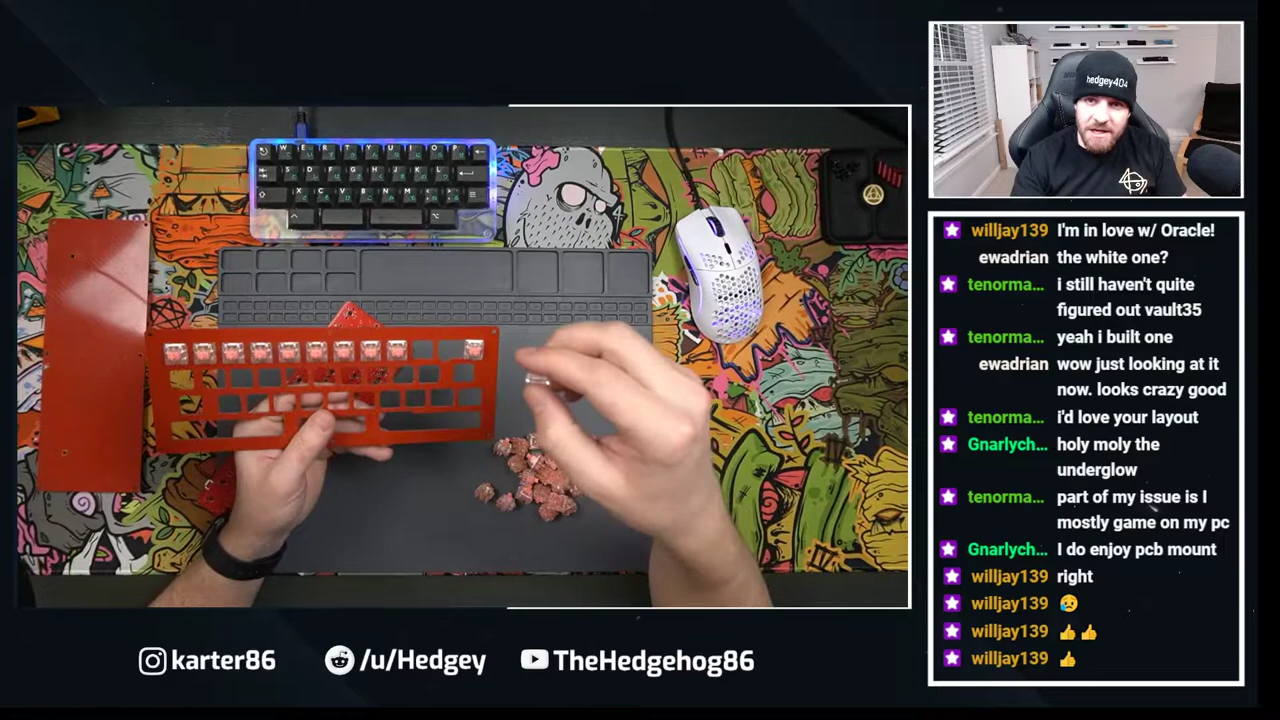 hedgey404
W E R T Y U I O P
S D F G H J K L
X C V B N M
willjay139 I'm in love w/ Oracle!
ewadrian the white one?
tenorma... i still haven't quite
figured out vault35
tenorma... yeah i built one
ewadrian wow just looking at it
now. looks crazy good
tenorma... i'd love your layout
Gnarlych... holy moly the
underglow
tenorma... part of my issue is I
mostly game on my pc
Gnarlych... I do enjoy pcb mount
willjay139 right
willjay139 😥
willjay139 👍👍
willjay139 👍
karter86 /u/Hedgey TheHedgehog86